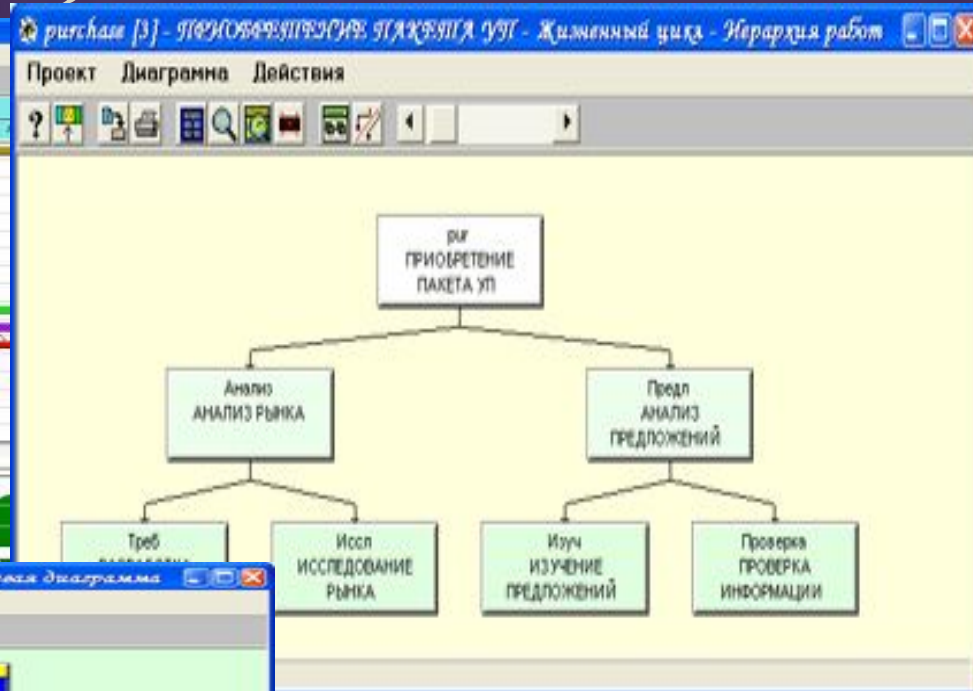 purchase [3] - ПРИОБРЕТЕНИЕ ПАКЕТА УП - Жизненный цикл - Иерархия работ
Проект Диаграмма Действия
pur
ПРИОБРЕТЕНИЕ
ПАКЕТА УП
Анализ
АНАЛИЗ РЫНКА
Предл
АНАЛИЗ
ПРЕДЛОЖЕНИЙ
Треб
Иссл
ИССЛЕДОВАНИЕ
РЫНКА
Изуч
ИЗУЧЕНИЕ
ПРЕДЛОЖЕНИЙ
Проверка
ПРОВЕРКА
ИНФОРМАЦИИ
диаграмма